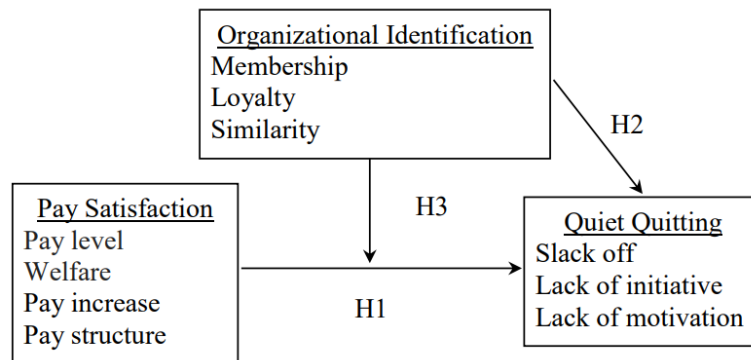 Organizational Identification
Membership
Loyalty
Similarity
H2
H3
Pay Satisfaction
Pay level
Welfare
Pay increase
Pay structure
H1
Quiet Quitting
Slack off
Lack of initiative
Lack of motivation